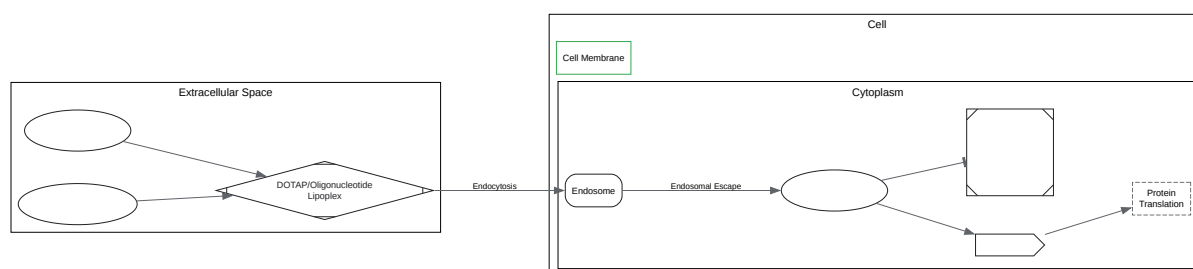 Cell
Cell Membrane
Extracellular Space
Cytoplasm
DOTAP/Oligonucleotide
Lipoplex
Endocytosis
Endosome
Endosomal Escape
Protein
Translation